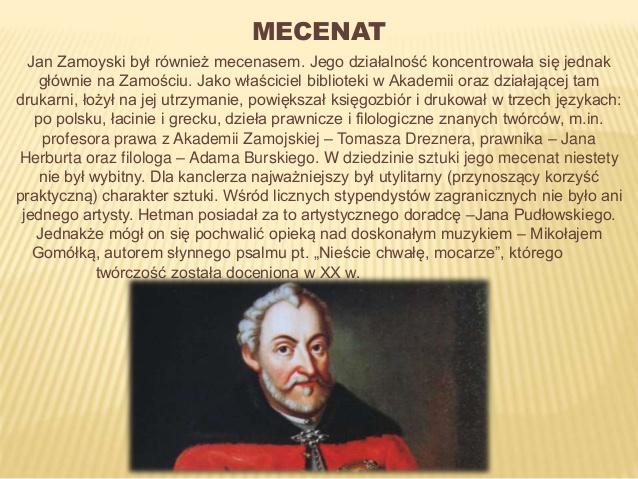 MECENAT
Jan Zamoyski był również mecenasem. Jego działalność koncentrowała się jednak
głównie na Zamościu. Jako właściciel biblioteki w Akademii oraz działającej tam
drukarni, łożył na jej utrzymanie, powiększał księgozbiór i drukował w trzech językach:
po polsku, łacinie i grecku, dzieła prawnicze i filologiczne znanych twórców, m.in.
profesora prawa z Akademii Zamojskiej – Tomasza Dreznera, prawnika – Jana
Herburta oraz filologa – Adama Burskiego. W dziedzinie sztuki jego mecenat niestety
nie był wybitny. Dla kanclerza najważniejszy był utylitarny (przynoszący korzyść
praktyczną) charakter sztuki. Wśród licznych stypendystów zagranicznych nie było ani
jednego artysty. Hetman posiadał za to artystycznego doradcę –Jana Pudłowskiego.
Jednakże mógł on się pochwalić opieką nad doskonałym muzykiem – Mikołajem
Gomółką, autorem słynnego psalmu pt. „Nieście chwałę, mocarze”, którego
twórczość została doceniona w XX w.